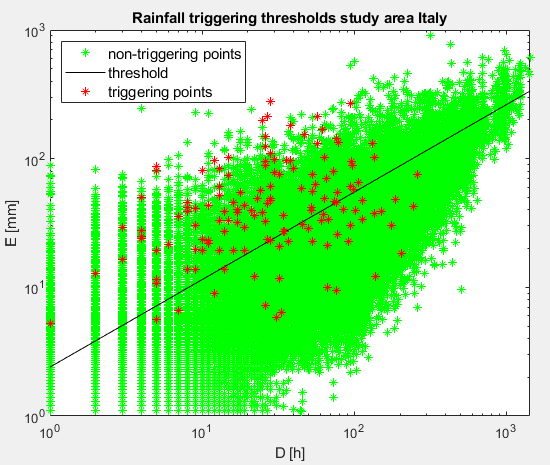 Rainfall triggering thresholds study area Italy
10³
non-triggering points
threshold
triggering points
10²
E [mm]
10¹
10⁰
10⁰ 10¹ 10² 10³
D [h]